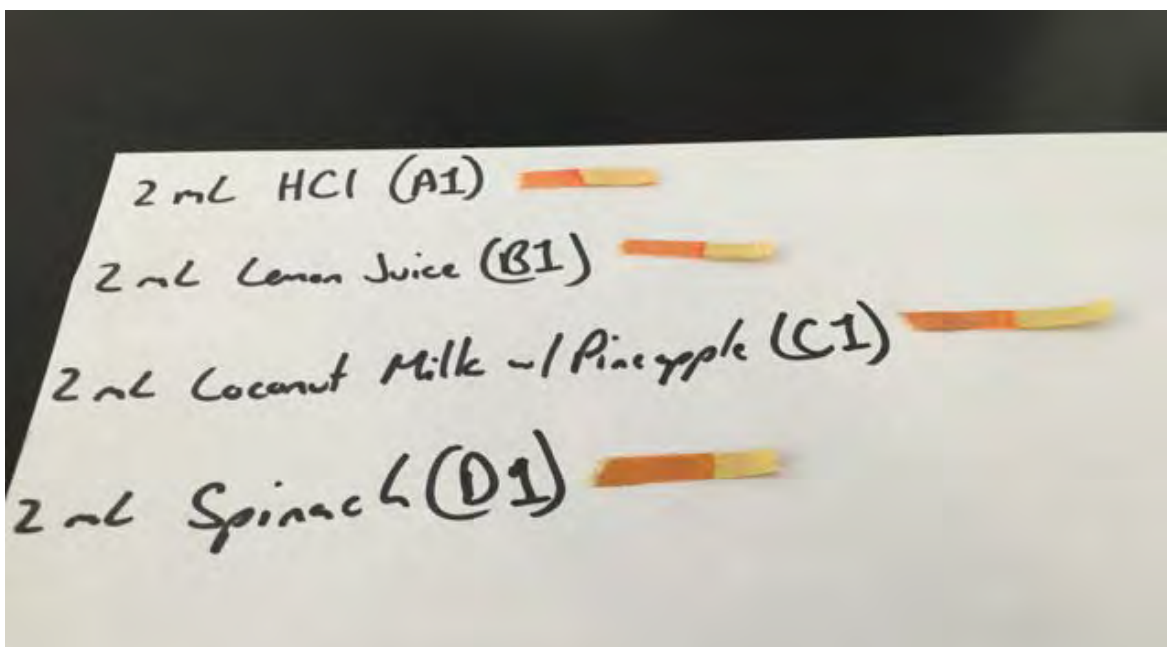 2 mL HCl (A1)
2 mL Lemon Juice (B1)
2 mL Coconut Milk w/Pineapple (C1)
2 mL Spinach (D1)